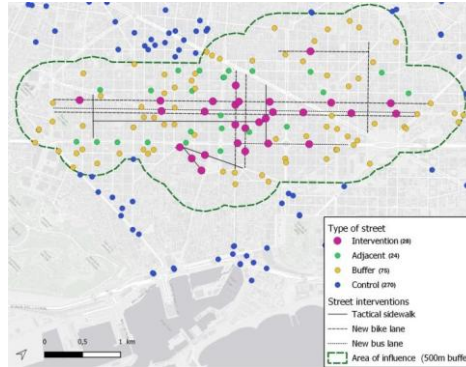 Type of street
Intervention (28)
Adjacent (24)
Buffer (75)
Control (270)
Street interventions
Tactical sidewalk
New bike lane
New bus lane
Area of influence (500m buffe
0 0,5 1 km